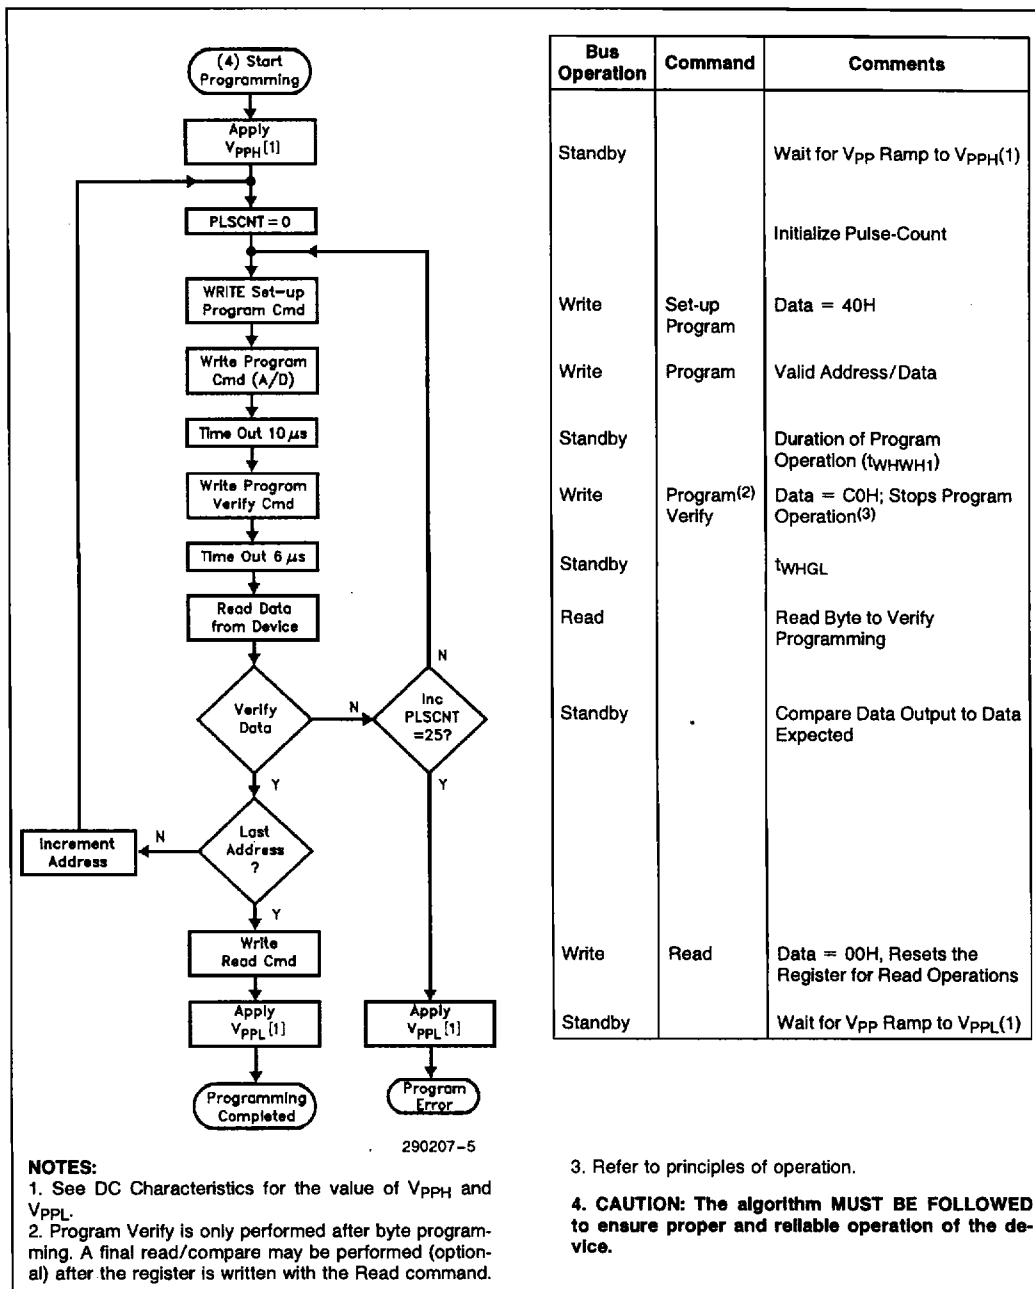 (4) Start
Programming
Apply
VPPH[1]
PLSCNT = 0
WRITE Set-up
Program Cmd
Write Program
Cmd (A/D)
Time Out 10 μs
Write Program
Verify Cmd
Time Out 6 μs
Read Data
from Device
Verify
Data
N
Inc
PLSCNT
=25?
N
Y
Y
Last
Address
?
N
Increment
Address
Y
Write
Read Cmd
Apply
VPPL[1]
Apply
VPPL[1]
Programming
Completed
Program
Error
290207-5
Bus
Operation
Command
Comments
Standby
Wait for VPP Ramp to VPPH(1)
Initialize Pulse-Count
Write
Set-up
Program
Data = 40H
Write
Program
Valid Address/Data
Standby
Duration of Program
Operation (tWHWH1)
Write
Program(2)
Verify
Data = C0H; Stops Program
Operation(3)
Standby
tWHGL
Read
Read Byte to Verify
Programming
Standby
Compare Data Output to Data
Expected
Write
Read
Data = 00H, Resets the
Register for Read Operations
Standby
Wait for VPP Ramp to VPPL(1)
NOTES:
1. See DC Characteristics for the value of VPPH and
VPPL.
2. Program Verify is only performed after byte program-
ming. A final read/compare may be performed (option-
al) after the register is written with the Read command.
3. Refer to principles of operation.
4. CAUTION: The algorithm MUST BE FOLLOWED
to ensure proper and reliable operation of the de-
vice.